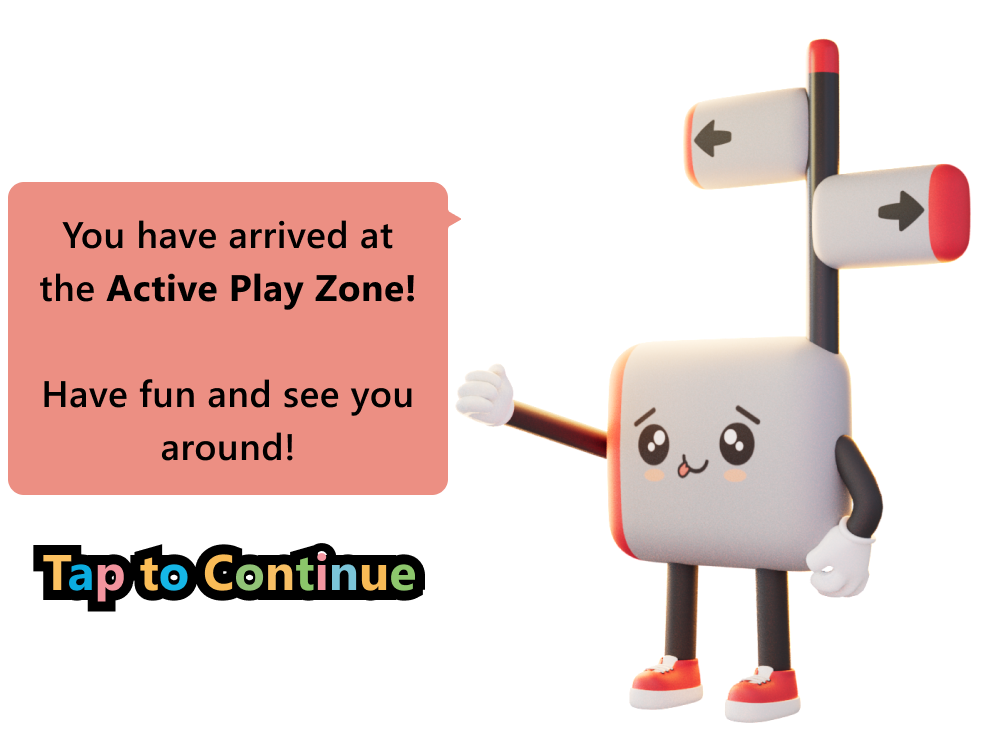 You have arrived at
the Active Play Zone!
Have fun and see you
around!
Tap to Continue